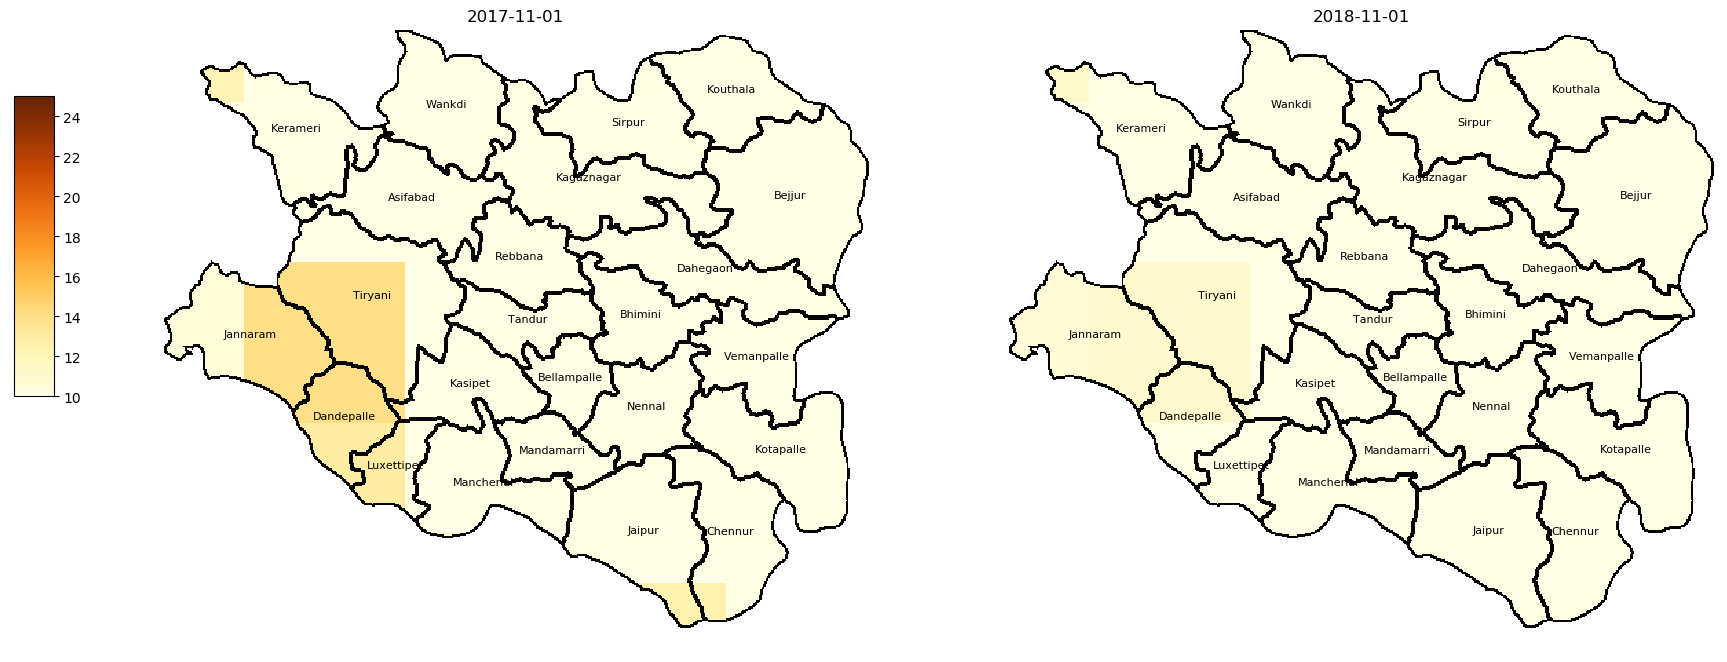 2017-11-01
2018-11-01
24
22
20
18
16
14
12
10
Kouthala
Wankdi
Sirpur
Kerameri
Kagaznagar
Asifabad
Bejjur
Rebbana
Dahegaon
Tiryani
Bhimini
Tandur
Jannaram
Vemanpalle
Bellampalle
Kasipet
Nennal
Dandepalle
Mandamarri
Kotapalle
Luxettipet
Mancherial
Jaipur
Chennur
Kouthala
Wankdi
Sirpur
Kerameri
Kagaznagar
Asifabad
Bejjur
Rebbana
Dahegaon
Tiryani
Bhimini
Tandur
Jannaram
Vemanpalle
Bellampalle
Kasipet
Nennal
Dandepalle
Mandamarri
Kotapalle
Luxettipet
Mancherial
Jaipur
Chennur